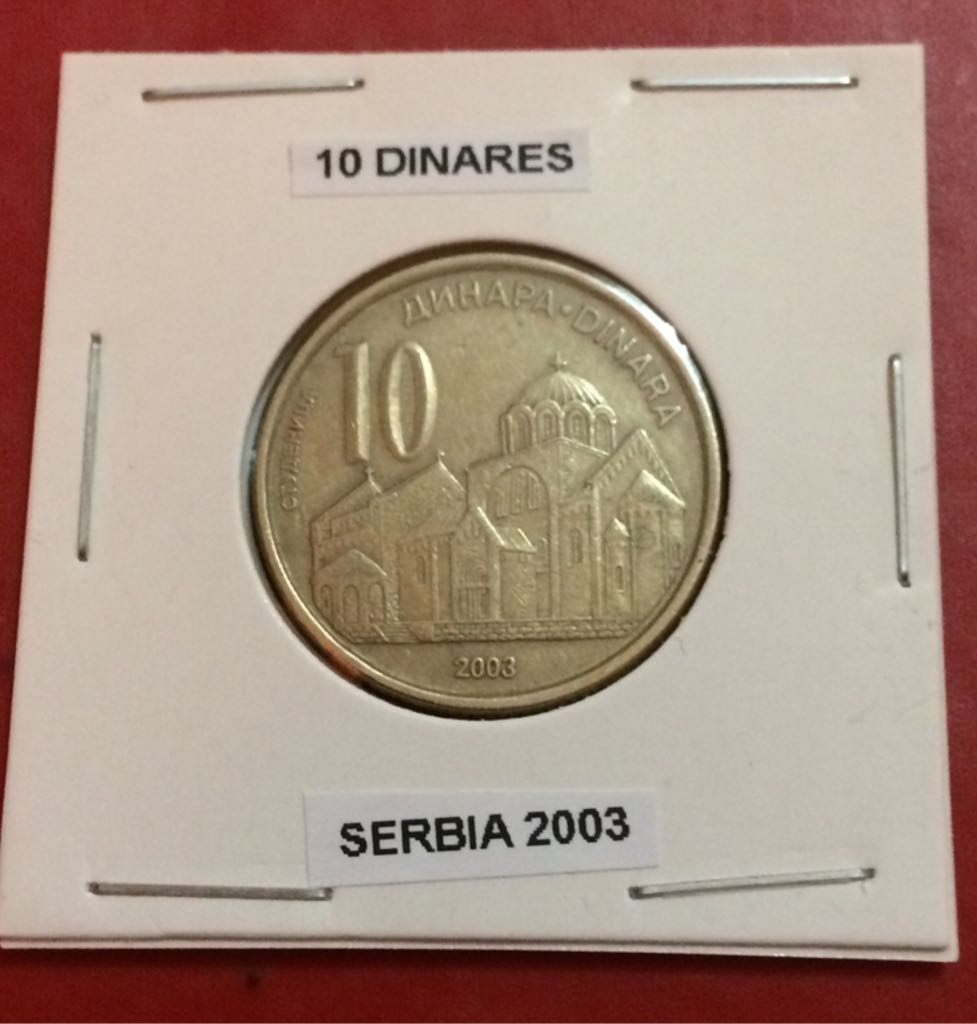 10 DINARES
ДИНАРА • DINARA
10
СТУДЕНИЦА
2003
SERBIA 2003